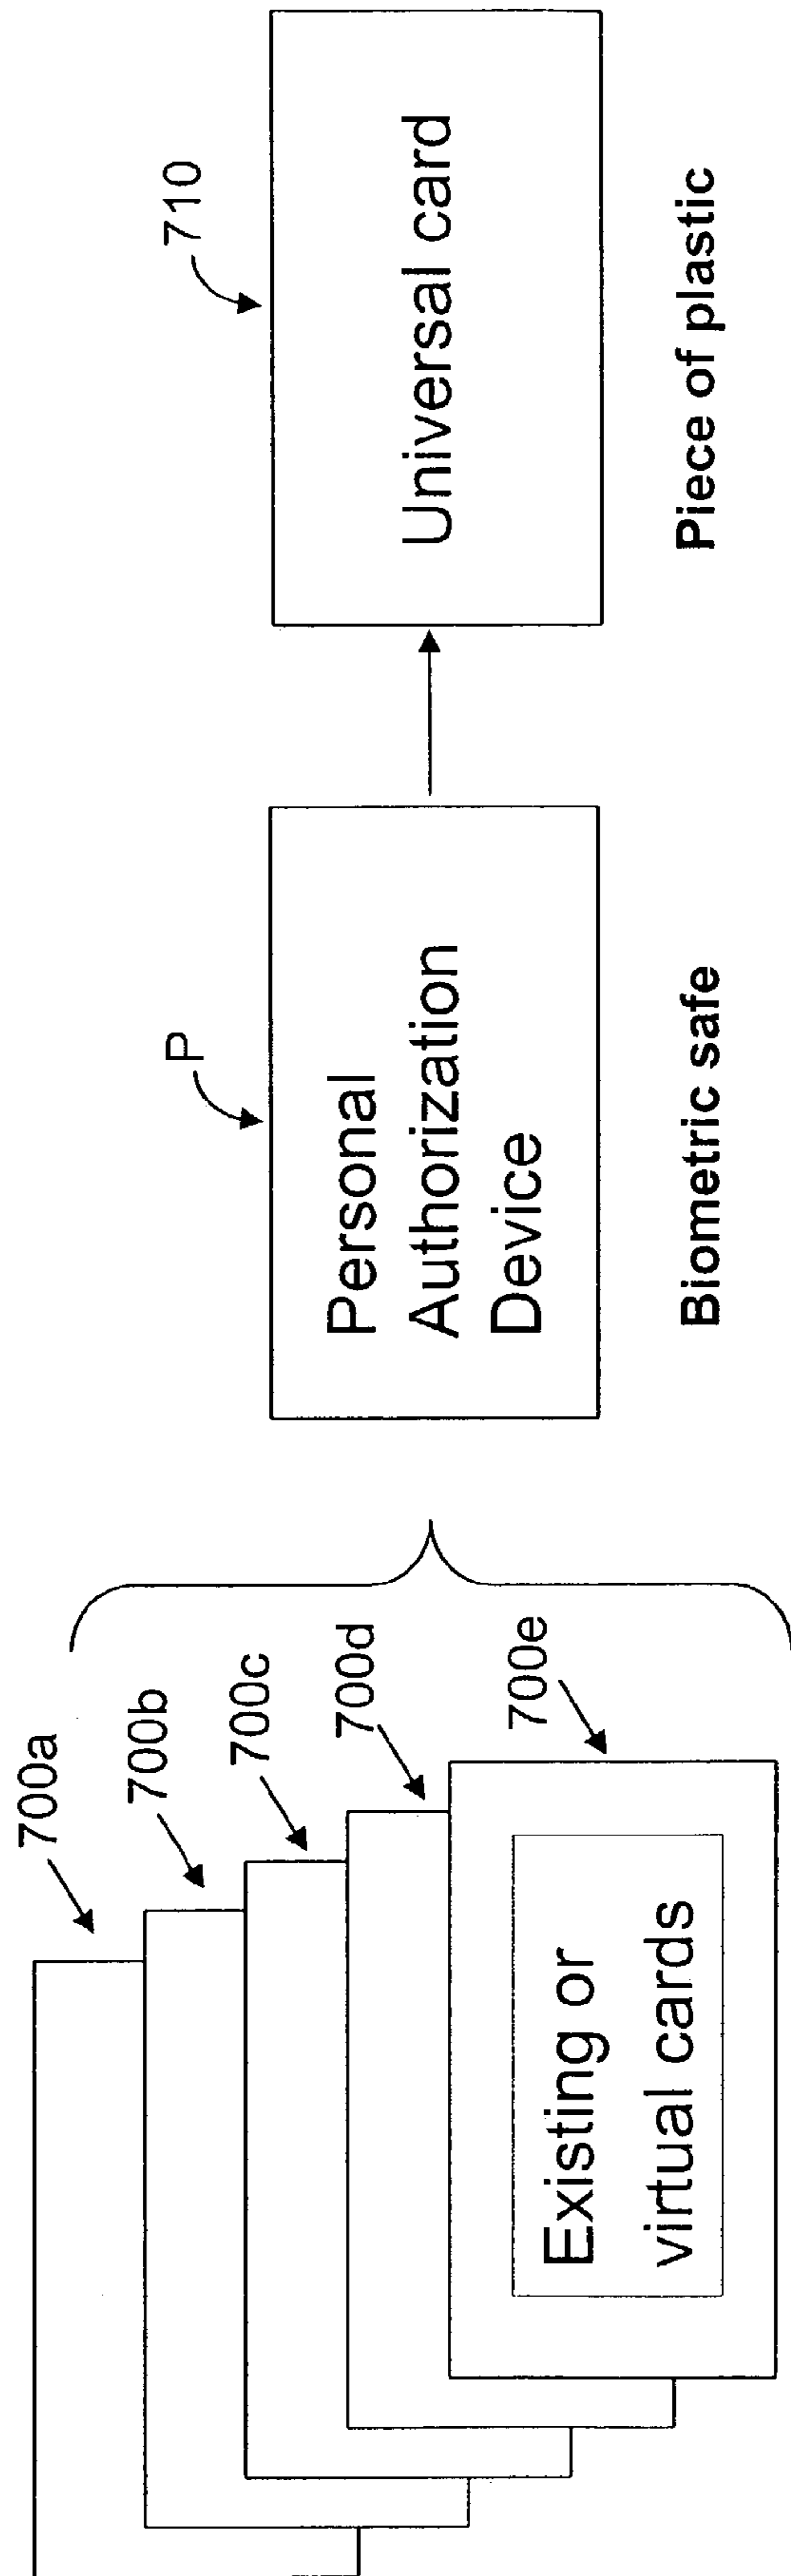 700a
700b
700c
700d
700e
Existing or
virtual cards
P
Personal
Authorization
Device
Biometric safe
710
Universal card
Piece of plastic